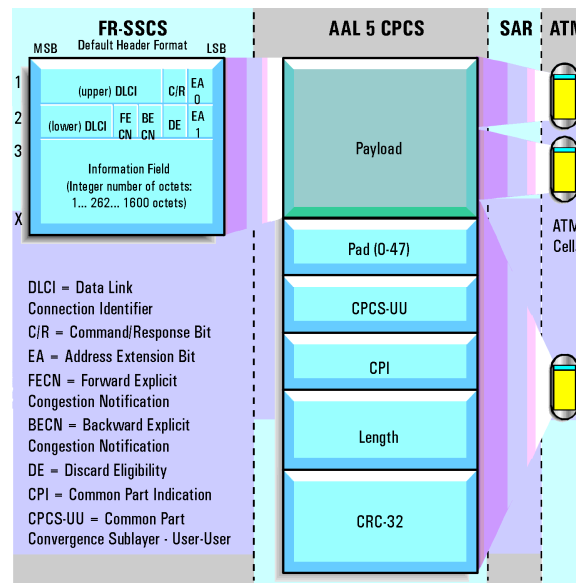 FR-SSCS
AAL 5 CPCS
SAR
ATM
MSB
Default Header Format
LSB
1
(upper) DLCI
C/R
EA
0
2
(lower) DLCI
FE
CN
BE
CN
DE
EA
1
3
Information Field
(Integer number of octets:
1... 262... 1600 octets)
X
Payload
ATM
Cell
Pad (0-47)
CPCS-UU
CPI
Length
CRC-32
DLCI = Data Link
Connection Identifier
C/R = Command/Response Bit
EA = Address Extension Bit
FECN = Forward Explicit
Congestion Notification
BECN = Backward Explicit
Congestion Notification
DE = Discard Eligibility
CPI = Common Part Indication
CPCS-UU = Common Part
Convergence Sublayer - User-User